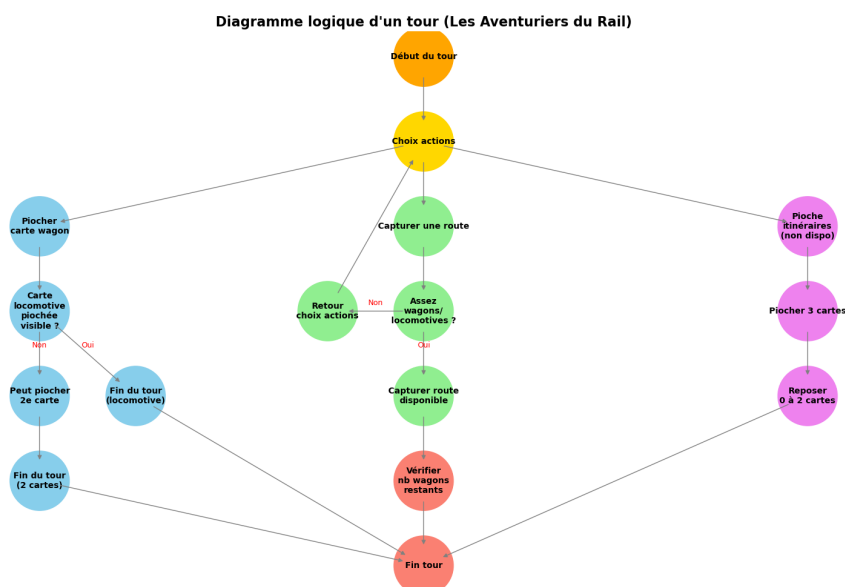 Diagramme logique d'un tour (Les Aventuriers du Rail)
Début du tour
Choix actions
Piocher
carte wagon
Capturer une route
Pioche
itinéraires
(non dispo)
Carte
locomotive
piochée
visible ?
Retour
choix actions
Non
Assez
wagons/
locomotives ?
Piocher 3 cartes
Non
Oui
Oui
Peut piocher
2e carte
Fin du tour
(locomotive)
Capturer route
disponible
Reposer
0 à 2 cartes
Fin du tour
(2 cartes)
Vérifier
nb wagons
restants
Fin tour